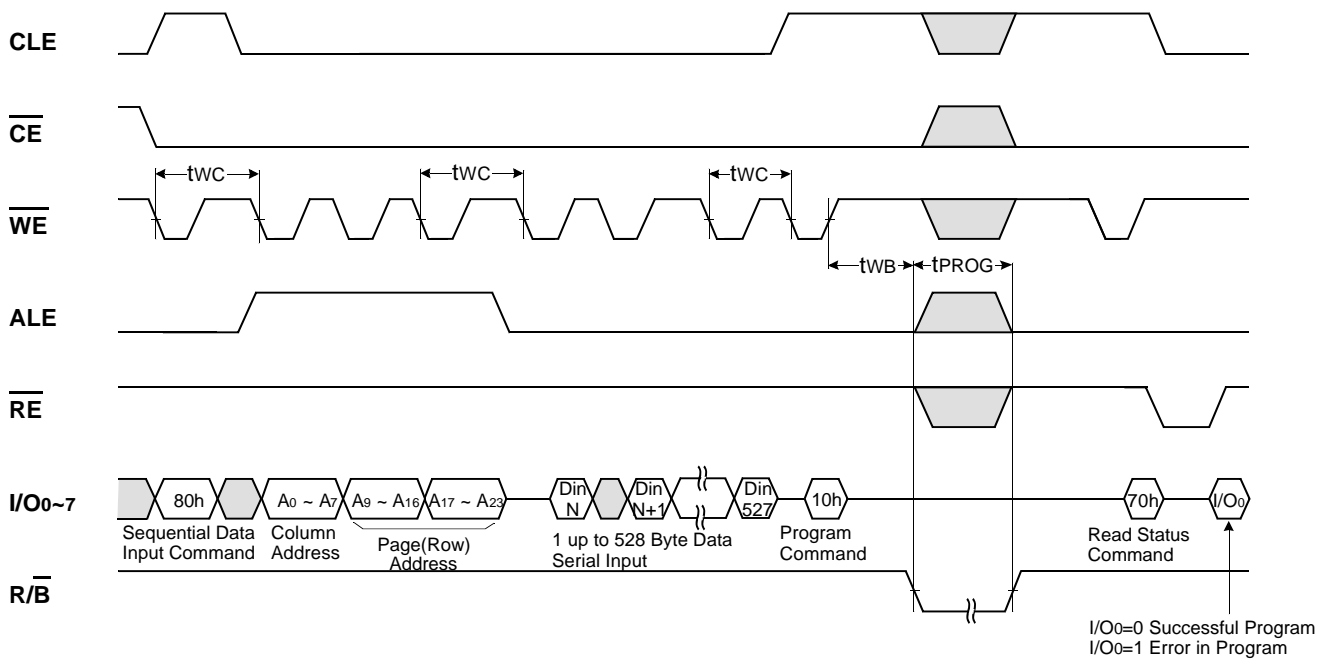 CLE
CE
tWC
tWC
tWC
WE
tWB
tPROG
ALE
RE
I/O0~7
80h
A0 ~ A7
A9 ~ A16
A17 ~ A23
Din
N
Din
N+1
Din
527
10h
70h
I/O0
Sequential Data
Input Command
Column
Address
Page(Row)
Address
1 up to 528 Byte Data
Serial Input
Program
Command
Read Status
Command
R/B
I/O0=0 Successful Program
I/O0=1 Error in Program